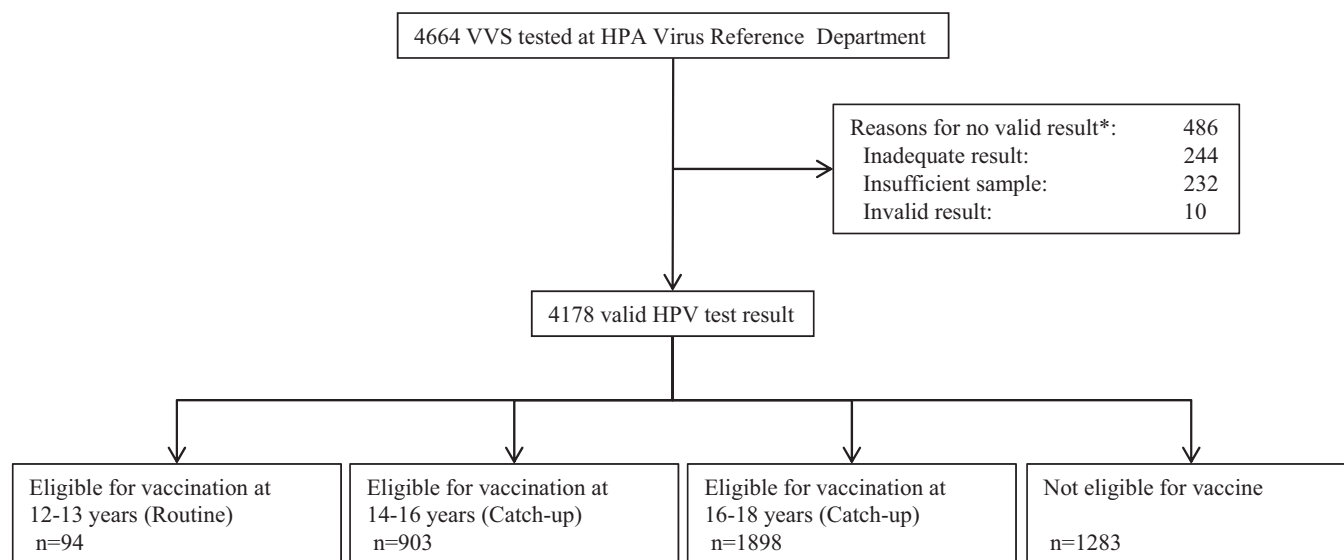 4664 VVS tested at HPA Virus Reference Department
Reasons for no valid result*: 486
Inadequate result: 244
Insufficient sample: 232
Invalid result: 10
4178 valid HPV test result
Eligible for vaccination at
12-13 years (Routine)
n=94
Eligible for vaccination at
14-16 years (Catch-up)
n=903
Eligible for vaccination at
16-18 years (Catch-up)
n=1898
Not eligible for vaccine
n=1283